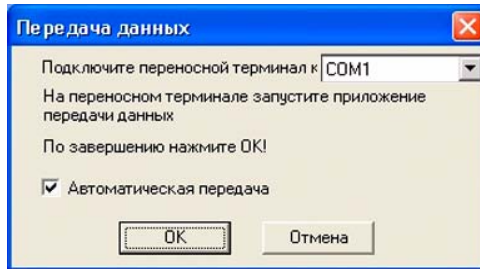 Передача данных
Подключите переносной терминал к COM1
На переносном терминале запустите приложение
передачи данных
По завершению нажмите OK!
Автоматическая передача
OK Отмена